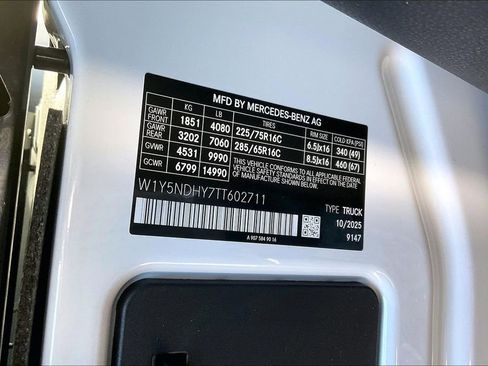 MFD BY MERCEDES-BENZ AG
KG LB TIRES RIM SIZE COLD KPA(PSI)
GAWR FRONT 1851 4080 225/75R16C 6.5Jx16 340 (49)
GAWR REAR 3202 7060 285/65R16C 8.5Jx16 460 (67)
GVWR 4531 9990 THIS VEHICLE CONFORMS TO ALL APPLICABLE
GCWR 6799 14990 FEDERAL MOTOR VEHICLE SAFETY STANDARDS IN EFFECT ON THE DATE OF MANUFACTURE SHOWN ABOVE.
W1Y5NDHY7TT602711
TYPE TRUCK
10/2025
9147
A 907 584 90 16